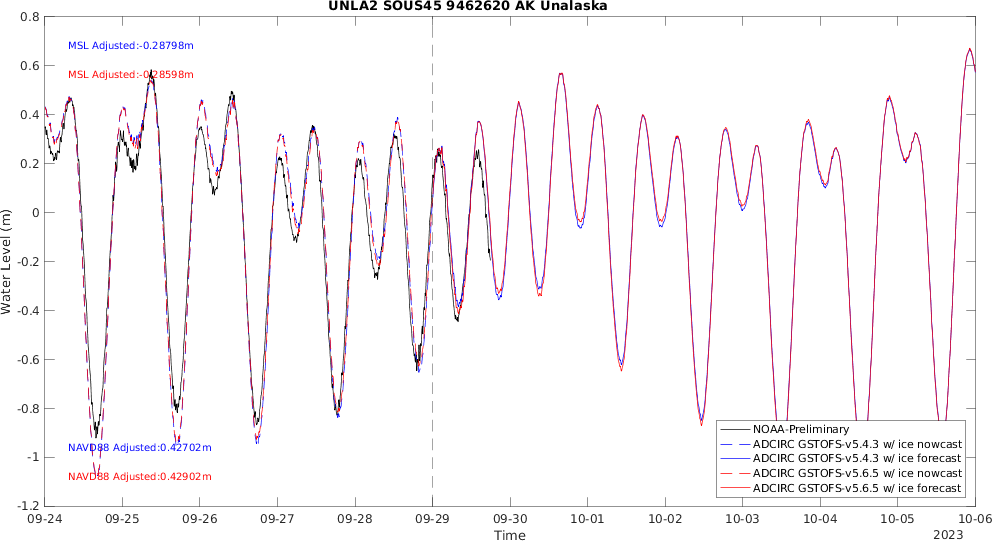 UNLA2 SOUS45 9462620 AK Unalaska
0.8
0.6
0.4
0.2
0
-0.2
-0.4
-0.6
-0.8
-1
-1.2
Water Level (m)
MSL Adjusted:-0.28798m
MSL Adjusted:-0.28598m
NAVD88 Adjusted:0.42702m
NAVD88 Adjusted:0.42902m
NOAA-Preliminary
ADCIRC GSTOFS-v5.4.3 w/ ice nowcast
ADCIRC GSTOFS-v5.4.3 w/ ice forecast
ADCIRC GSTOFS-v5.6.5 w/ ice nowcast
ADCIRC GSTOFS-v5.6.5 w/ ice forecast
09-24 09-25 09-26 09-27 09-28 09-29 09-30 10-01 10-02 10-03 10-04 10-05 10-06
Time
2023